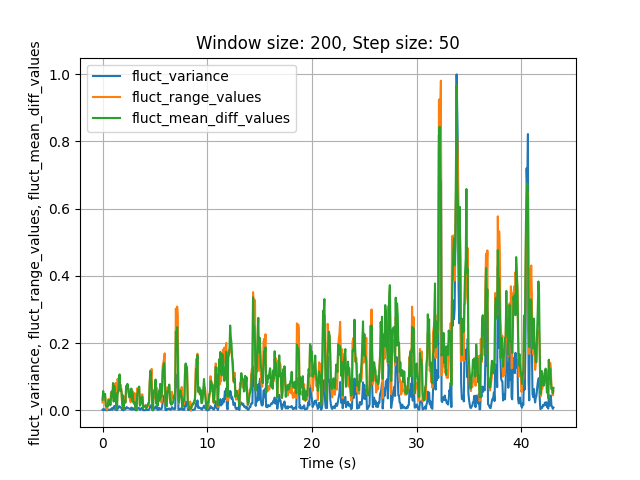 Window size: 200, Step size: 50
fluct_variance
fluct_range_values
fluct_mean_diff_values
fluct_variance, fluct_range_values, fluct_mean_diff_values
1.0
0.8
0.6
0.4
0.2
0.0
0 10 20 30 40
Time (s)